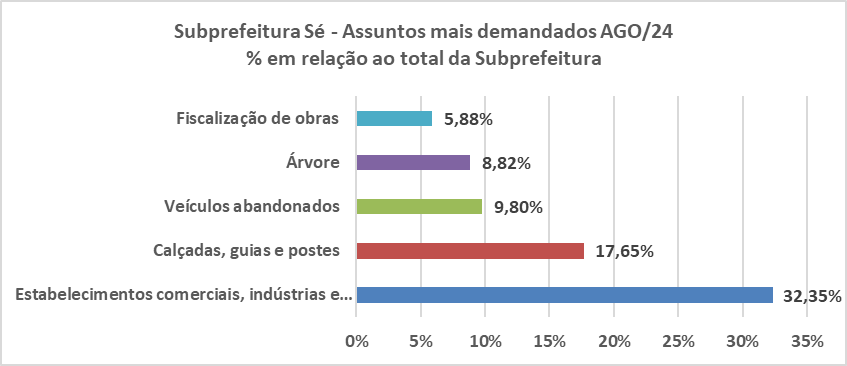 Subprefeitura Sé - Assuntos mais demandados AGO/24
% em relação ao total da Subprefeitura
Fiscalização de obras 5,88%
Árvore 8,82%
Veículos abandonados 9,80%
Calçadas, guias e postes 17,65%
Estabelecimentos comerciais, indústrias e... 32,35%
0% 5% 10% 15% 20% 25% 30% 35%